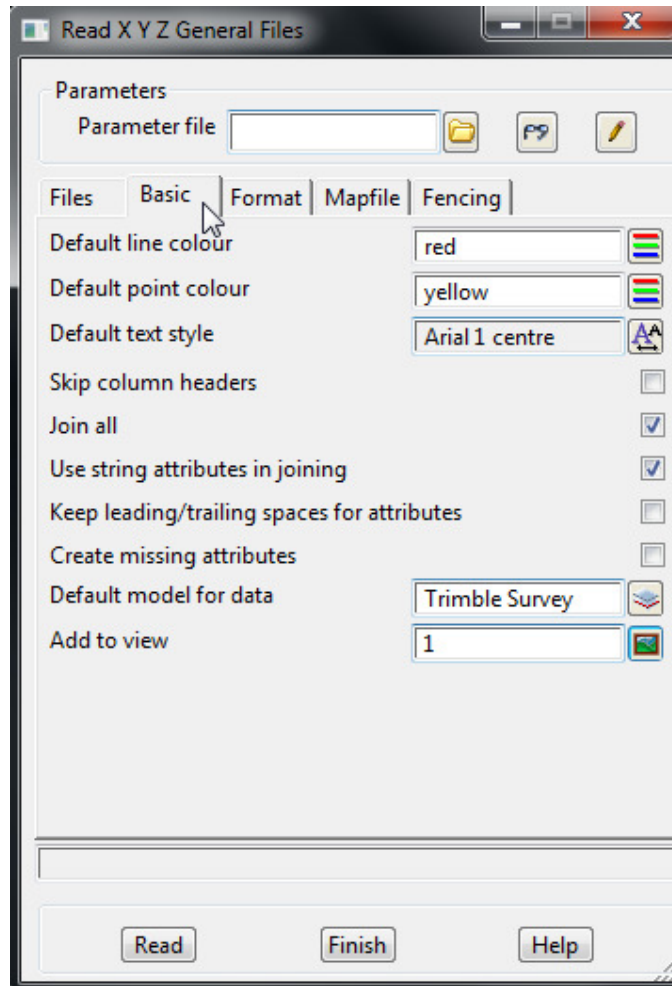 Read X Y Z General Files
Parameters
Parameter file
F9
Files Basic Format Mapfile Fencing
Default line colour red
Default point colour yellow
Default text style Arial 1 centre
Skip column headers
Join all
Use string attributes in joining
Keep leading/trailing spaces for attributes
Create missing attributes
Default model for data Trimble Survey
Add to view 1
Read Finish Help